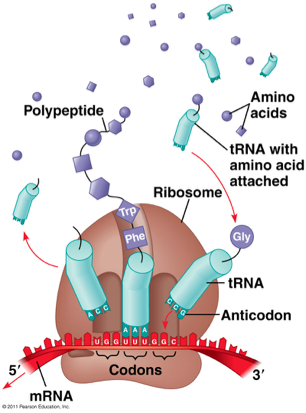 Polypeptide
Amino
acids
tRNA with
amino acid
attached
Ribosome
Trp
Phe
Gly
tRNA
Anticodon
A C C
A A A
C C G
U G G U U U G G C
Codons
5′
3′
mRNA
© 2011 Pearson Education, Inc.